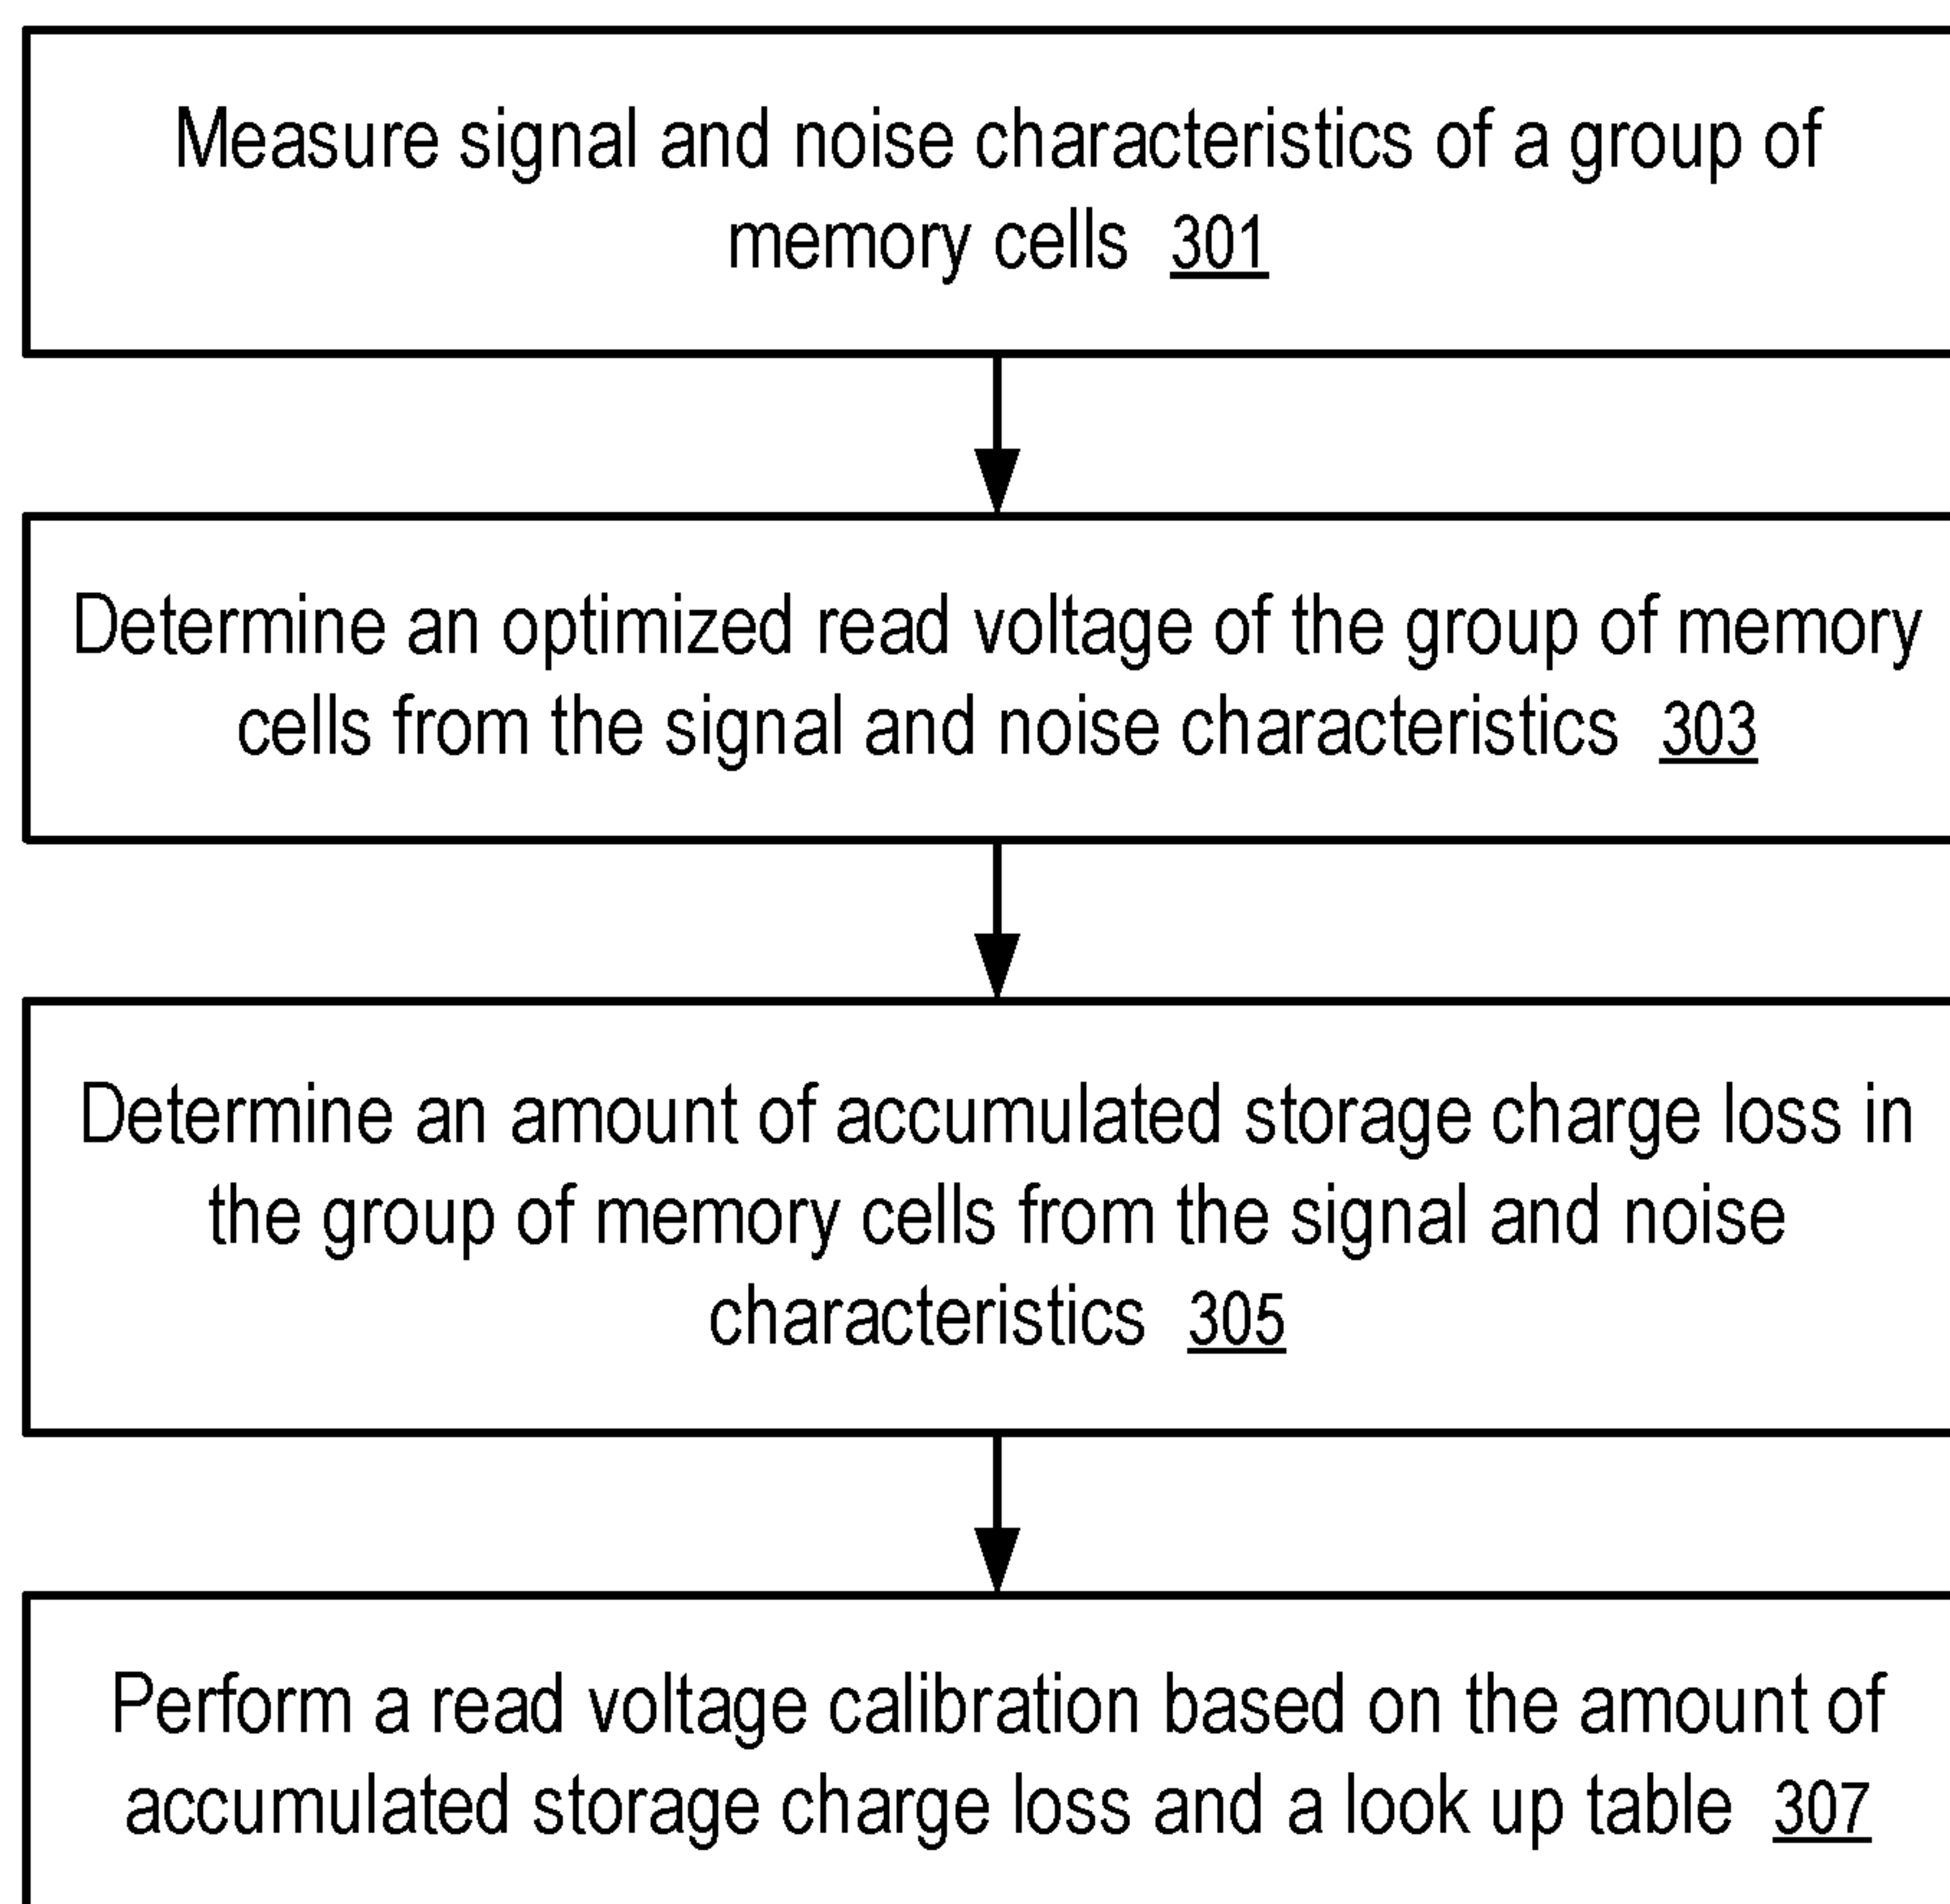 Measure signal and noise characteristics of a group of
memory cells 301
Determine an optimized read voltage of the group of memory
cells from the signal and noise characteristics 303
Determine an amount of accumulated storage charge loss in
the group of memory cells from the signal and noise
characteristics 305
Perform a read voltage calibration based on the amount of
accumulated storage charge loss and a look up table 307